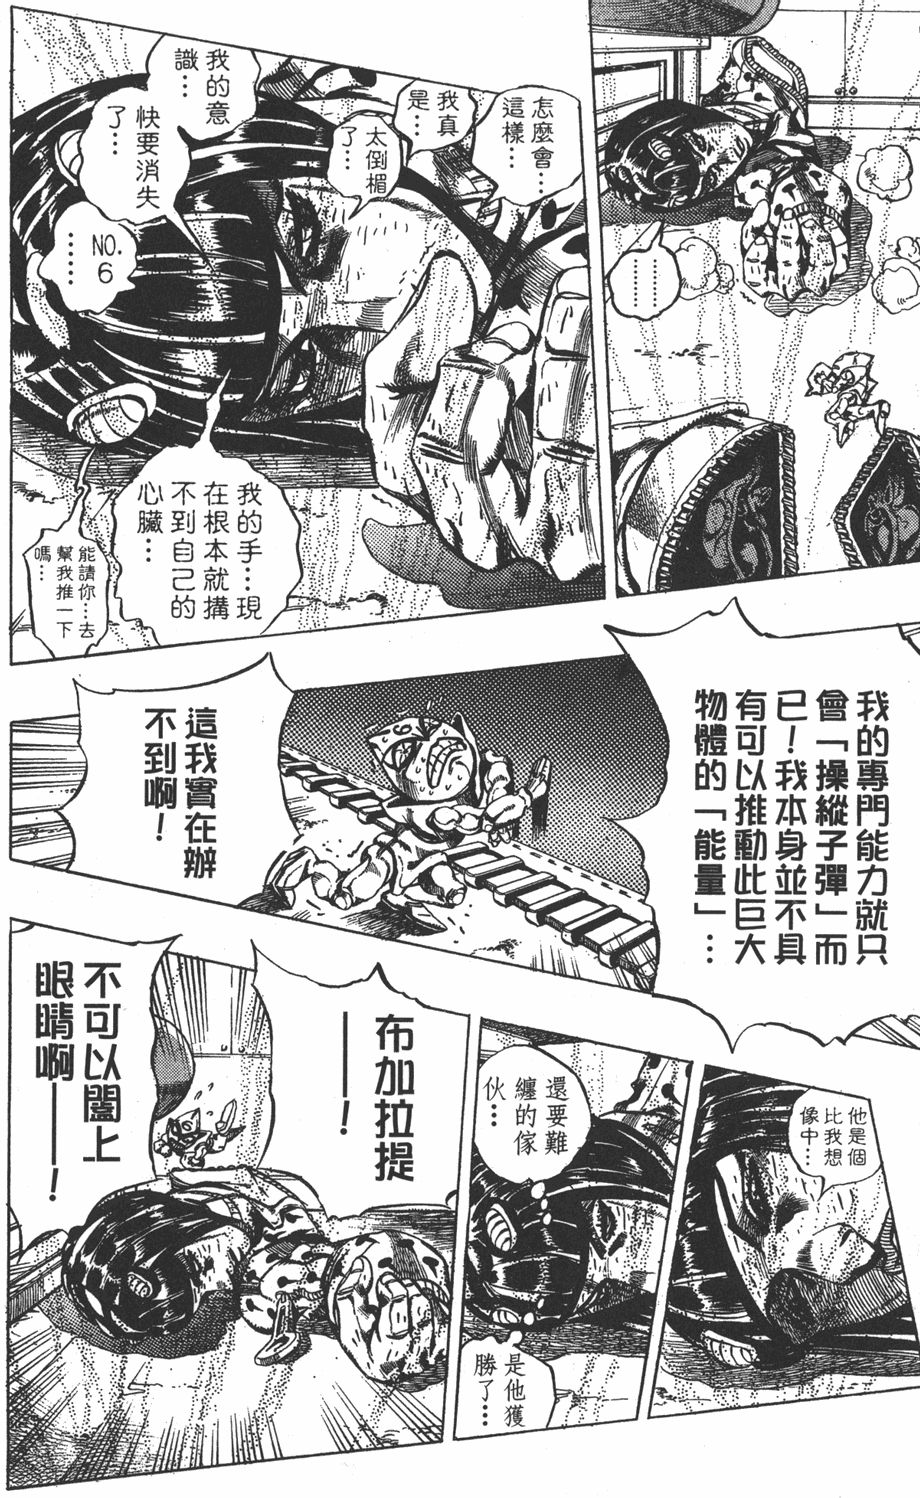 ……
怎麼會…
這樣…
我真
是…
太倒楣
了…
我的意
識…
快要消失
了…
NO.
6
……
我的手…現
在根本就搆
不到自己的
心臟…
能請你…去
幫我推一下
嗎…
我的專門能力就只
會「操縱子彈」而
已！我本身並不具
有可以推動此巨大
物體的「能量」…
6
這我實在辦
不到啊！
他是個
比我想
像中…
還要難
纏的傢
伙…
是他獲
勝了…
布加拉提
——！
不可以闔上
眼睛啊——！